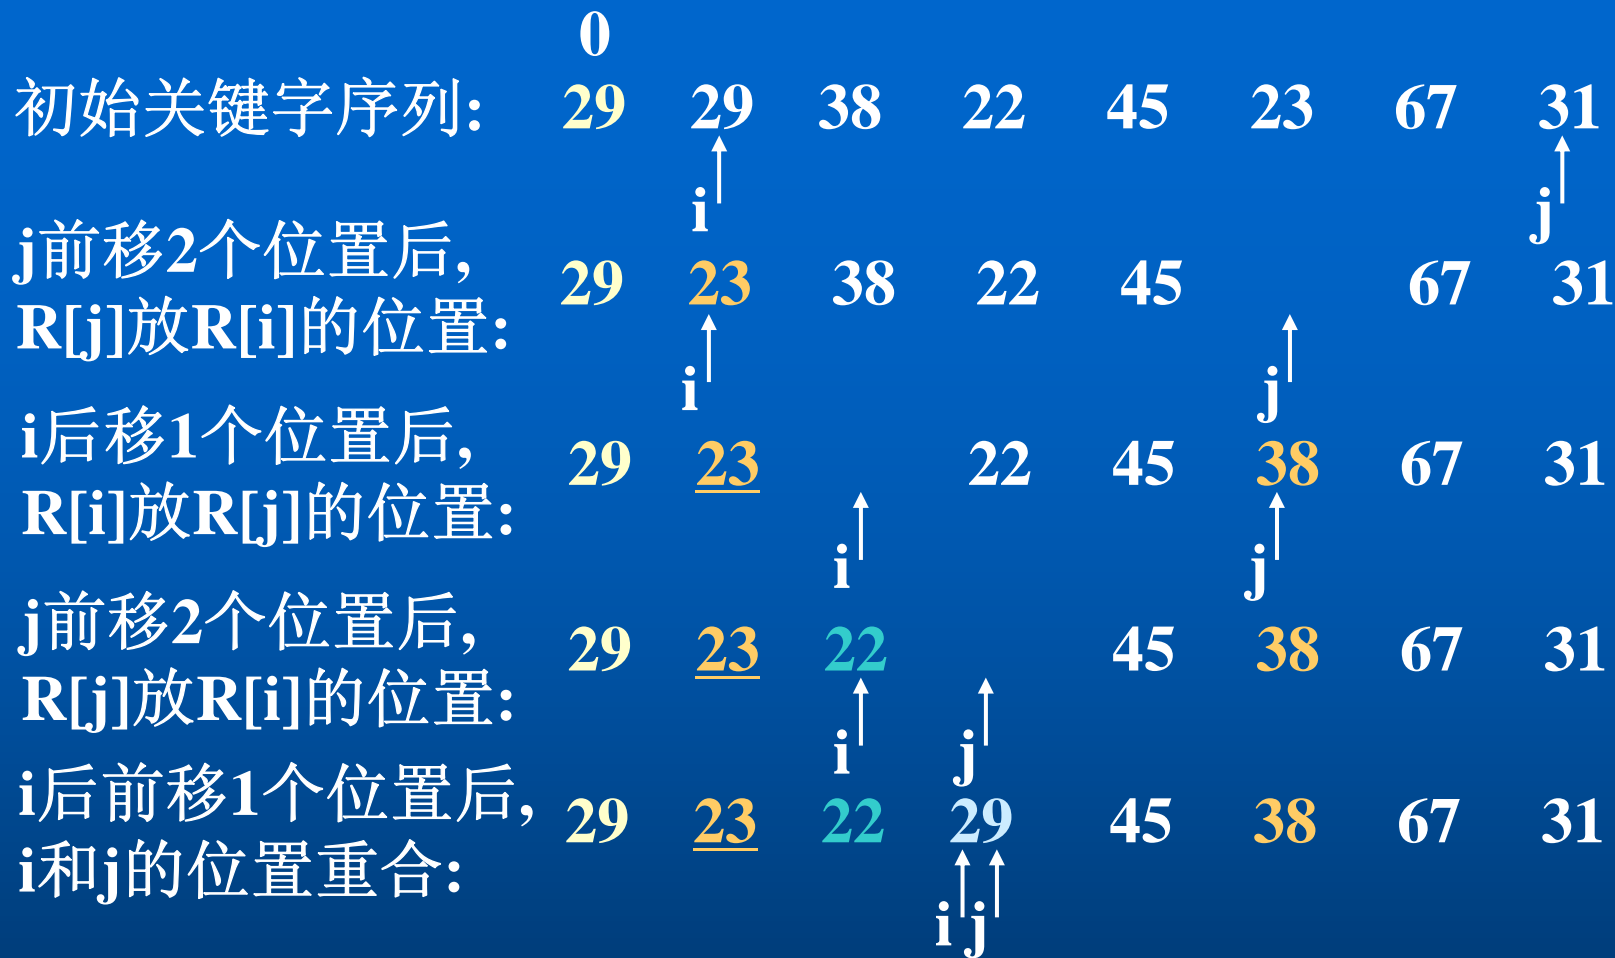 0
初始关键字序列: 29 29 38 22 45 23 67 31
i j
j前移2个位置后,
29 23 38 22 45 67 31
R[j]放R[i]的位置:
i j
i后移1个位置后,
29 23 22 45 38 67 31
R[i]放R[j]的位置:
i j
j前移2个位置后,
29 23 22 45 38 67 31
R[j]放R[i]的位置:
i j
i后前移1个位置后,
29 23 22 29 45 38 67 31
i和j的位置重合:
i j